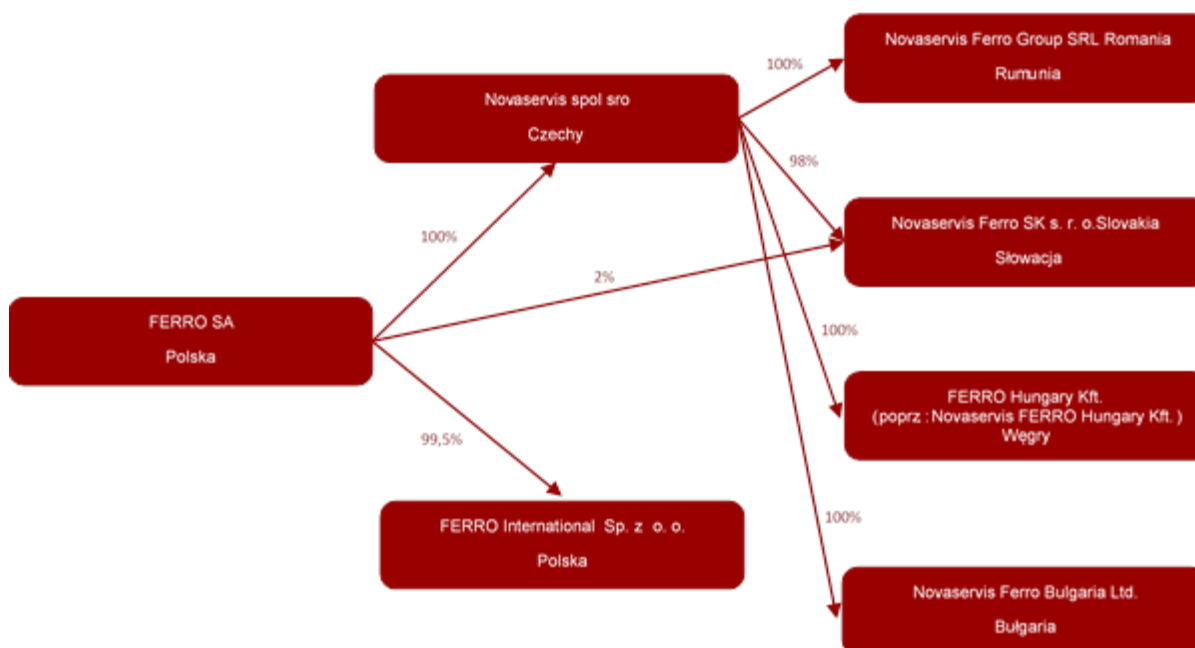 Novaservis Ferro Group SRL Romania
Rumunia
100%
Novaservis spol sro
Czechy
98%
Novaservis Ferro SK s. r. o.Slovakia
Słowacja
100%
2%
FERRO SA
Polska
100%
FERRO Hungary Kft.
(poprz : Novaservis FERRO Hungary Kft. )
Węgry
99,5%
FERRO International Sp. z o. o.
Polska
100%
Novaservis Ferro Bulgaria Ltd.
Bułgaria